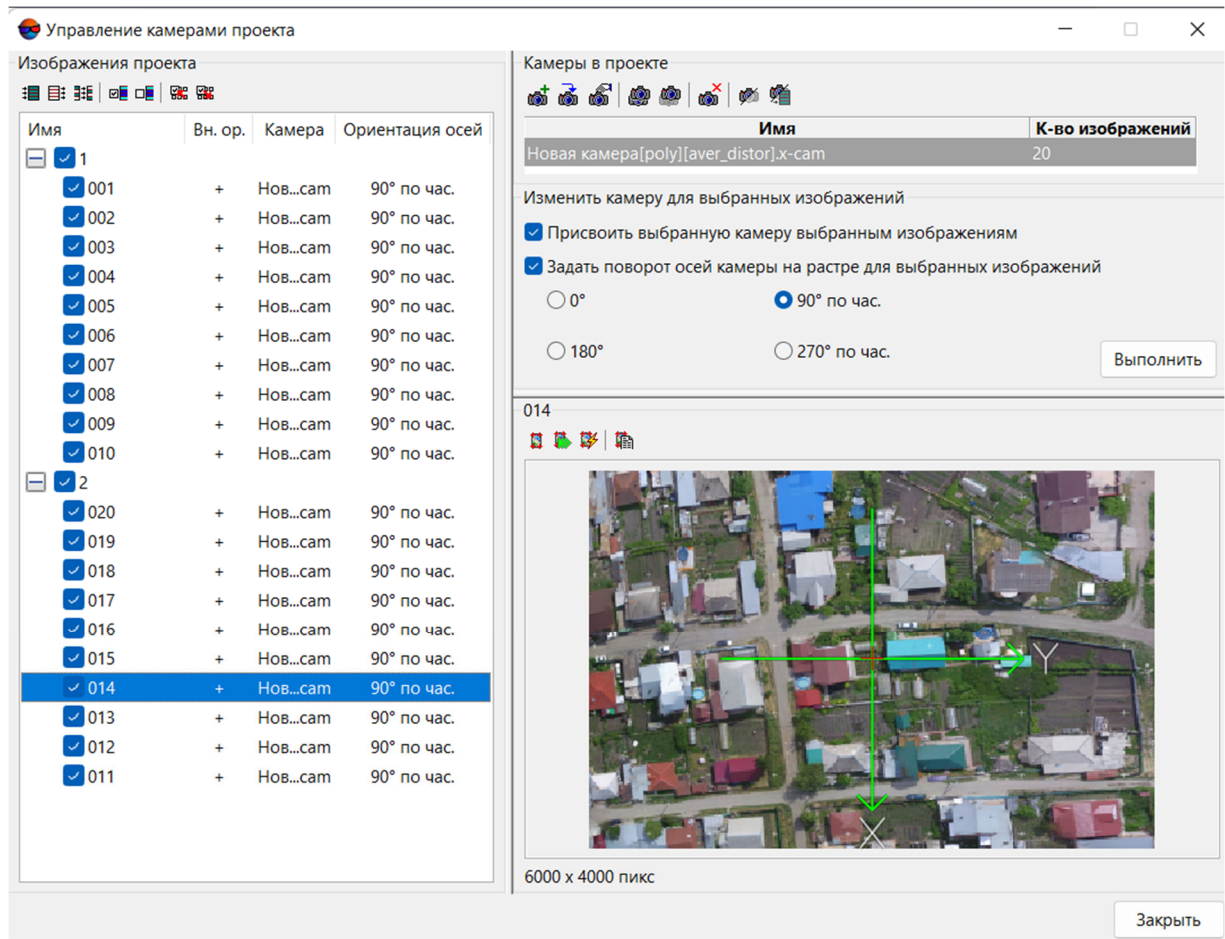 Управление камерами проекта
Изображения проекта
Имя Вн. ор. Камера Ориентация осей
1
001 + Нов...cam 90° по час.
002 + Нов...cam 90° по час.
003 + Нов...cam 90° по час.
004 + Нов...cam 90° по час.
005 + Нов...cam 90° по час.
006 + Нов...cam 90° по час.
007 + Нов...cam 90° по час.
008 + Нов...cam 90° по час.
009 + Нов...cam 90° по час.
010 + Нов...cam 90° по час.
2
020 + Нов...cam 90° по час.
019 + Нов...cam 90° по час.
018 + Нов...cam 90° по час.
017 + Нов...cam 90° по час.
016 + Нов...cam 90° по час.
015 + Нов...cam 90° по час.
014 + Нов...cam 90° по час.
013 + Нов...cam 90° по час.
012 + Нов...cam 90° по час.
011 + Нов...cam 90° по час.
Камеры в проекте
Имя К-во изображений
Новая камера[poly][aver_distor].x-cam 20
Изменить камеру для выбранных изображений
Присвоить выбранную камеру выбранным изображениям
Задать поворот осей камеры на растре для выбранных изображений
0° 90° по час.
180° 270° по час.
Выполнить
014
Y
X
6000 x 4000 пикс
Закрыть